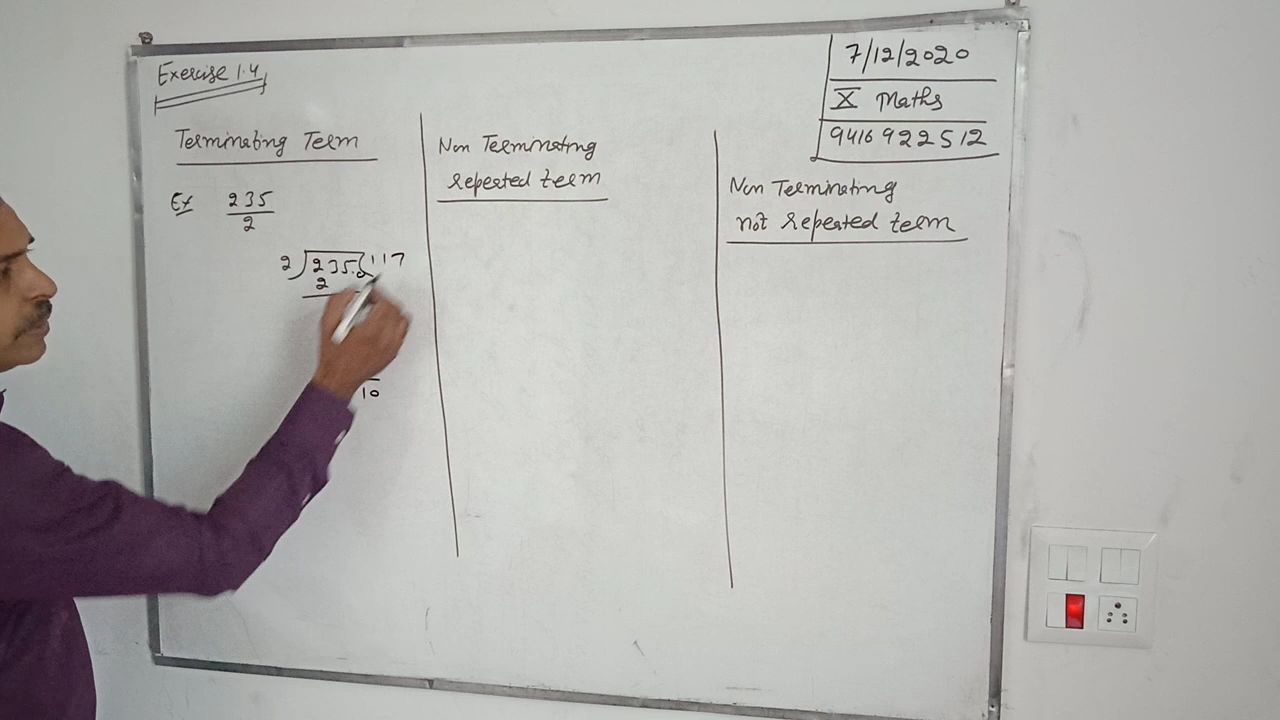 Exercise 1.4
7/12/2020
X Maths
9416922512
Terminating Term
Ex 235
2
2 235. 117
2
10
Non Terminating
repeated term
Non Terminating
not repeated term